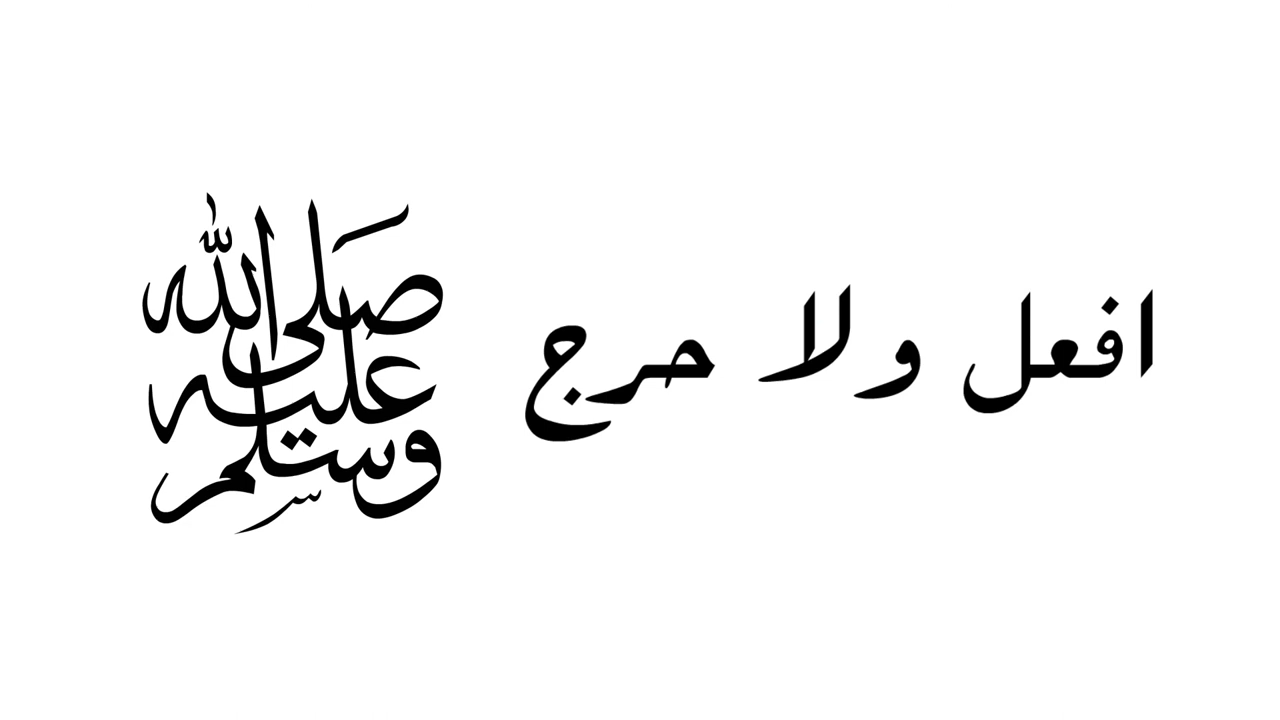 افعل ولا حرج
صلى الله
عليه
وسلم